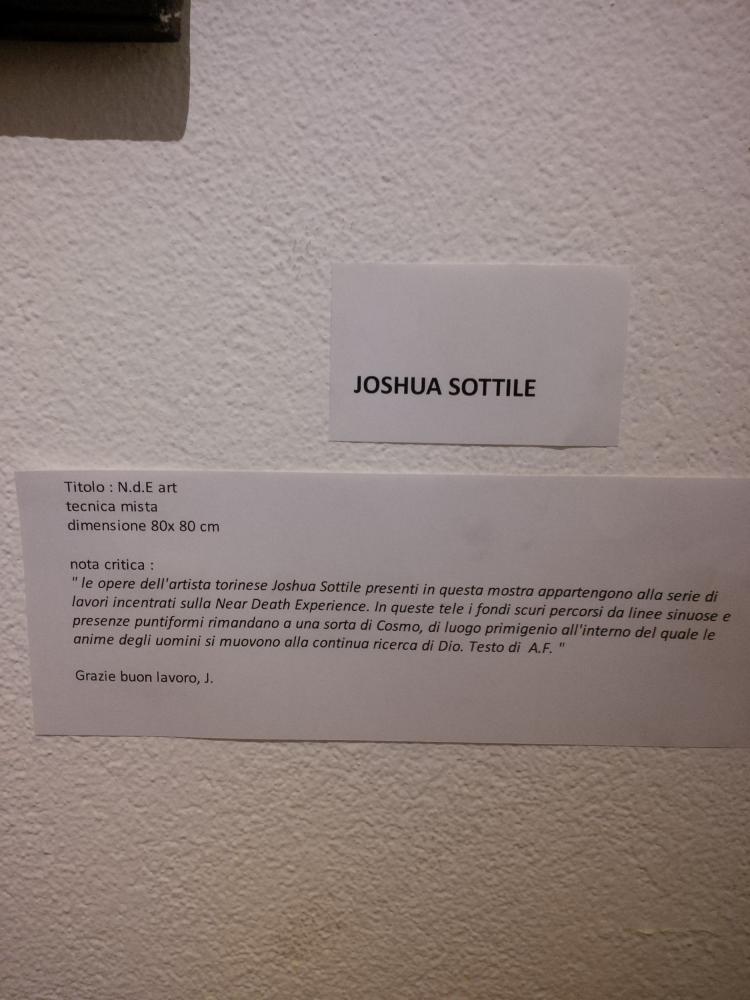 JOSHUA SOTTILE
Titolo : N.d.E art
tecnica mista
dimensione 80x 80 cm
nota critica :
" le opere dell'artista torinese Joshua Sottile presenti in questa mostra appartengono alla serie di
lavori incentrati sulla Near Death Experience. In queste tele i fondi scuri percorsi da linee sinuose e
presenze puntiformi rimandano a una sorta di Cosmo, di luogo primigenio all'interno del quale le
anime degli uomini si muovono alla continua ricerca di Dio. Testo di A.F. "
Grazie buon lavoro, J.